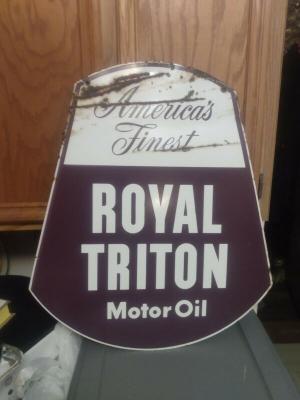 America's
Finest
ROYAL
TRITON
Motor Oil